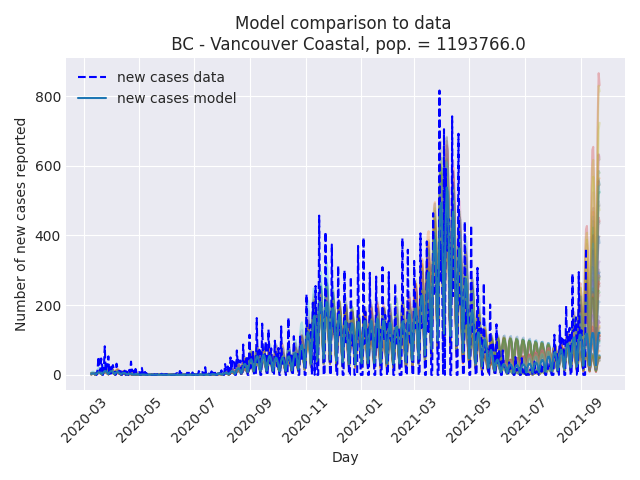 Model comparison to data
BC - Vancouver Coastal, pop. = 1193766.0
new cases data
new cases model
Number of new cases reported
800
600
400
200
0
2020-03
2020-05
2020-07
2020-09
2020-11
2021-01
2021-03
2021-05
2021-07
2021-09
Day